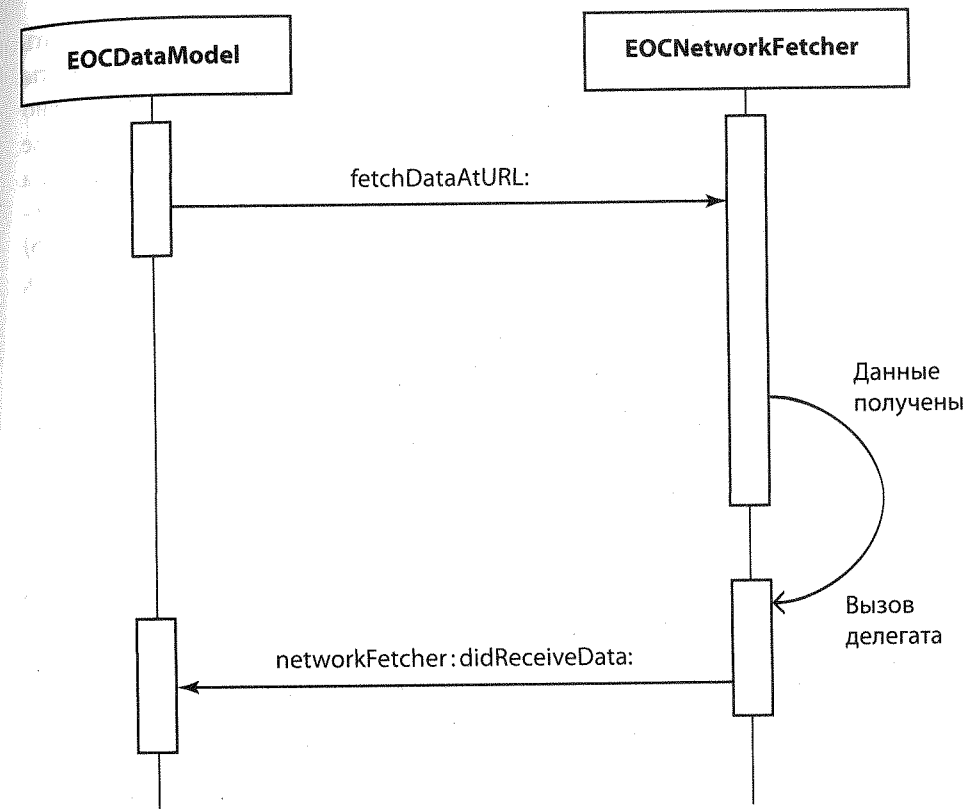 EOCDataModel
EOCNetworkFetcher
fetchDataAtURL:
Данные
получены
Вызов
делегата
networkFetcher:didReceiveData: